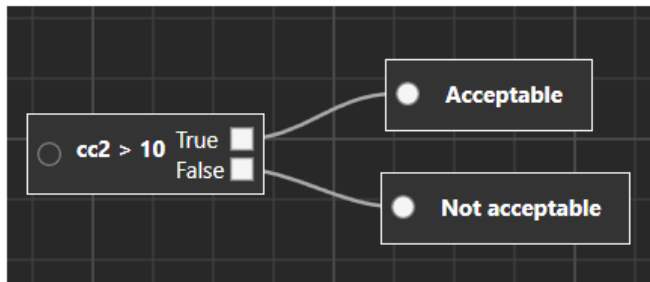 cc2 > 10
True
False
Acceptable
Not acceptable